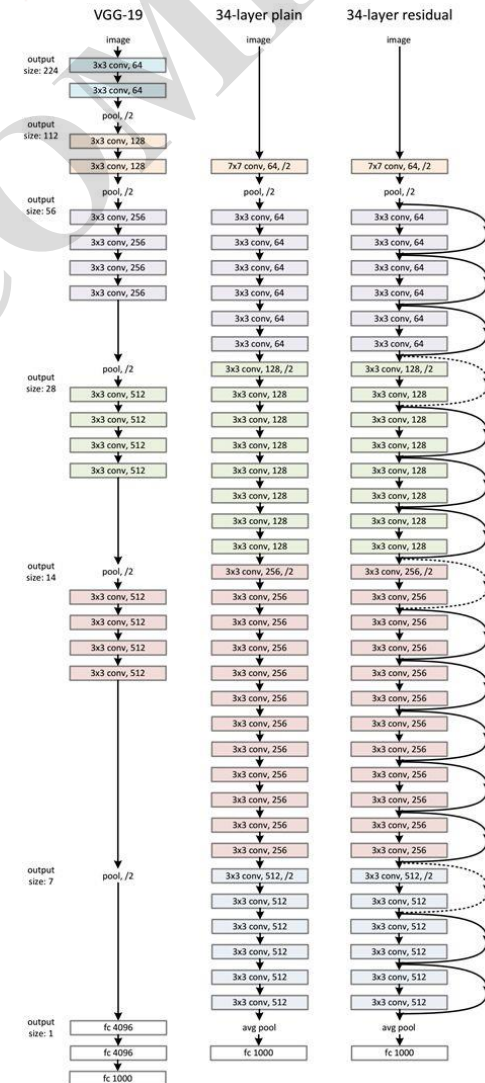 VGG-19
34-layer plain
34-layer residual
output
size: 224
output
size: 112
output
size: 56
output
size: 28
output
size: 14
output
size: 7
output
size: 1
image
3x3 conv, 64
3x3 conv, 64
pool, /2
3x3 conv, 128
3x3 conv, 128
pool, /2
3x3 conv, 256
3x3 conv, 256
3x3 conv, 256
3x3 conv, 256
pool, /2
3x3 conv, 512
3x3 conv, 512
3x3 conv, 512
3x3 conv, 512
pool, /2
3x3 conv, 512
3x3 conv, 512
3x3 conv, 512
3x3 conv, 512
pool, /2
fc 4096
fc 4096
fc 1000
image
7x7 conv, 64, /2
pool, /2
3x3 conv, 64
3x3 conv, 64
3x3 conv, 64
3x3 conv, 64
3x3 conv, 64
3x3 conv, 64
3x3 conv, 128, /2
3x3 conv, 128
3x3 conv, 128
3x3 conv, 128
3x3 conv, 128
3x3 conv, 128
3x3 conv, 128
3x3 conv, 128
3x3 conv, 256, /2
3x3 conv, 256
3x3 conv, 256
3x3 conv, 256
3x3 conv, 256
3x3 conv, 256
3x3 conv, 256
3x3 conv, 256
3x3 conv, 256
3x3 conv, 256
3x3 conv, 256
3x3 conv, 256
3x3 conv, 512, /2
3x3 conv, 512
3x3 conv, 512
3x3 conv, 512
3x3 conv, 512
3x3 conv, 512
avg pool
fc 1000
image
7x7 conv, 64, /2
pool, /2
3x3 conv, 64
3x3 conv, 64
3x3 conv, 64
3x3 conv, 64
3x3 conv, 64
3x3 conv, 64
3x3 conv, 128, /2
3x3 conv, 128
3x3 conv, 128
3x3 conv, 128
3x3 conv, 128
3x3 conv, 128
3x3 conv, 128
3x3 conv, 128
3x3 conv, 256, /2
3x3 conv, 256
3x3 conv, 256
3x3 conv, 256
3x3 conv, 256
3x3 conv, 256
3x3 conv, 256
3x3 conv, 256
3x3 conv, 256
3x3 conv, 256
3x3 conv, 256
3x3 conv, 256
3x3 conv, 512, /2
3x3 conv, 512
3x3 conv, 512
3x3 conv, 512
3x3 conv, 512
3x3 conv, 512
avg pool
fc 1000